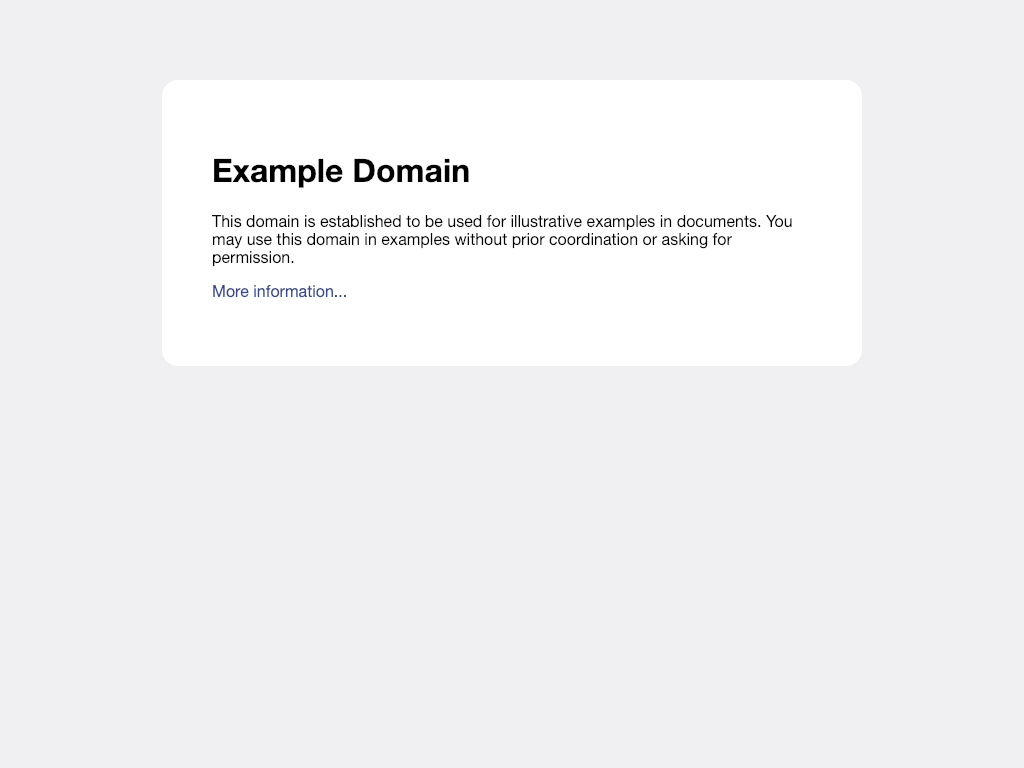 Example Domain
This domain is established to be used for illustrative examples in documents. You
may use this domain in examples without prior coordination or asking for
permission.
More information...